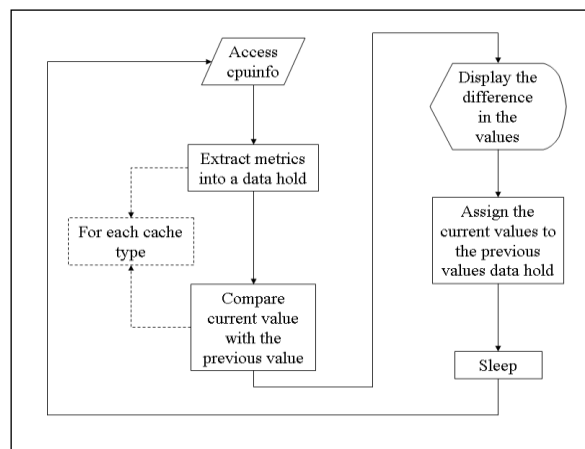 Access
cpuinfo
Extract metrics
into a data hold
For each cache
type
Compare
current value
with the
previous value
Display the
difference
in the
values
Assign the
current values to
the previous
values data hold
Sleep